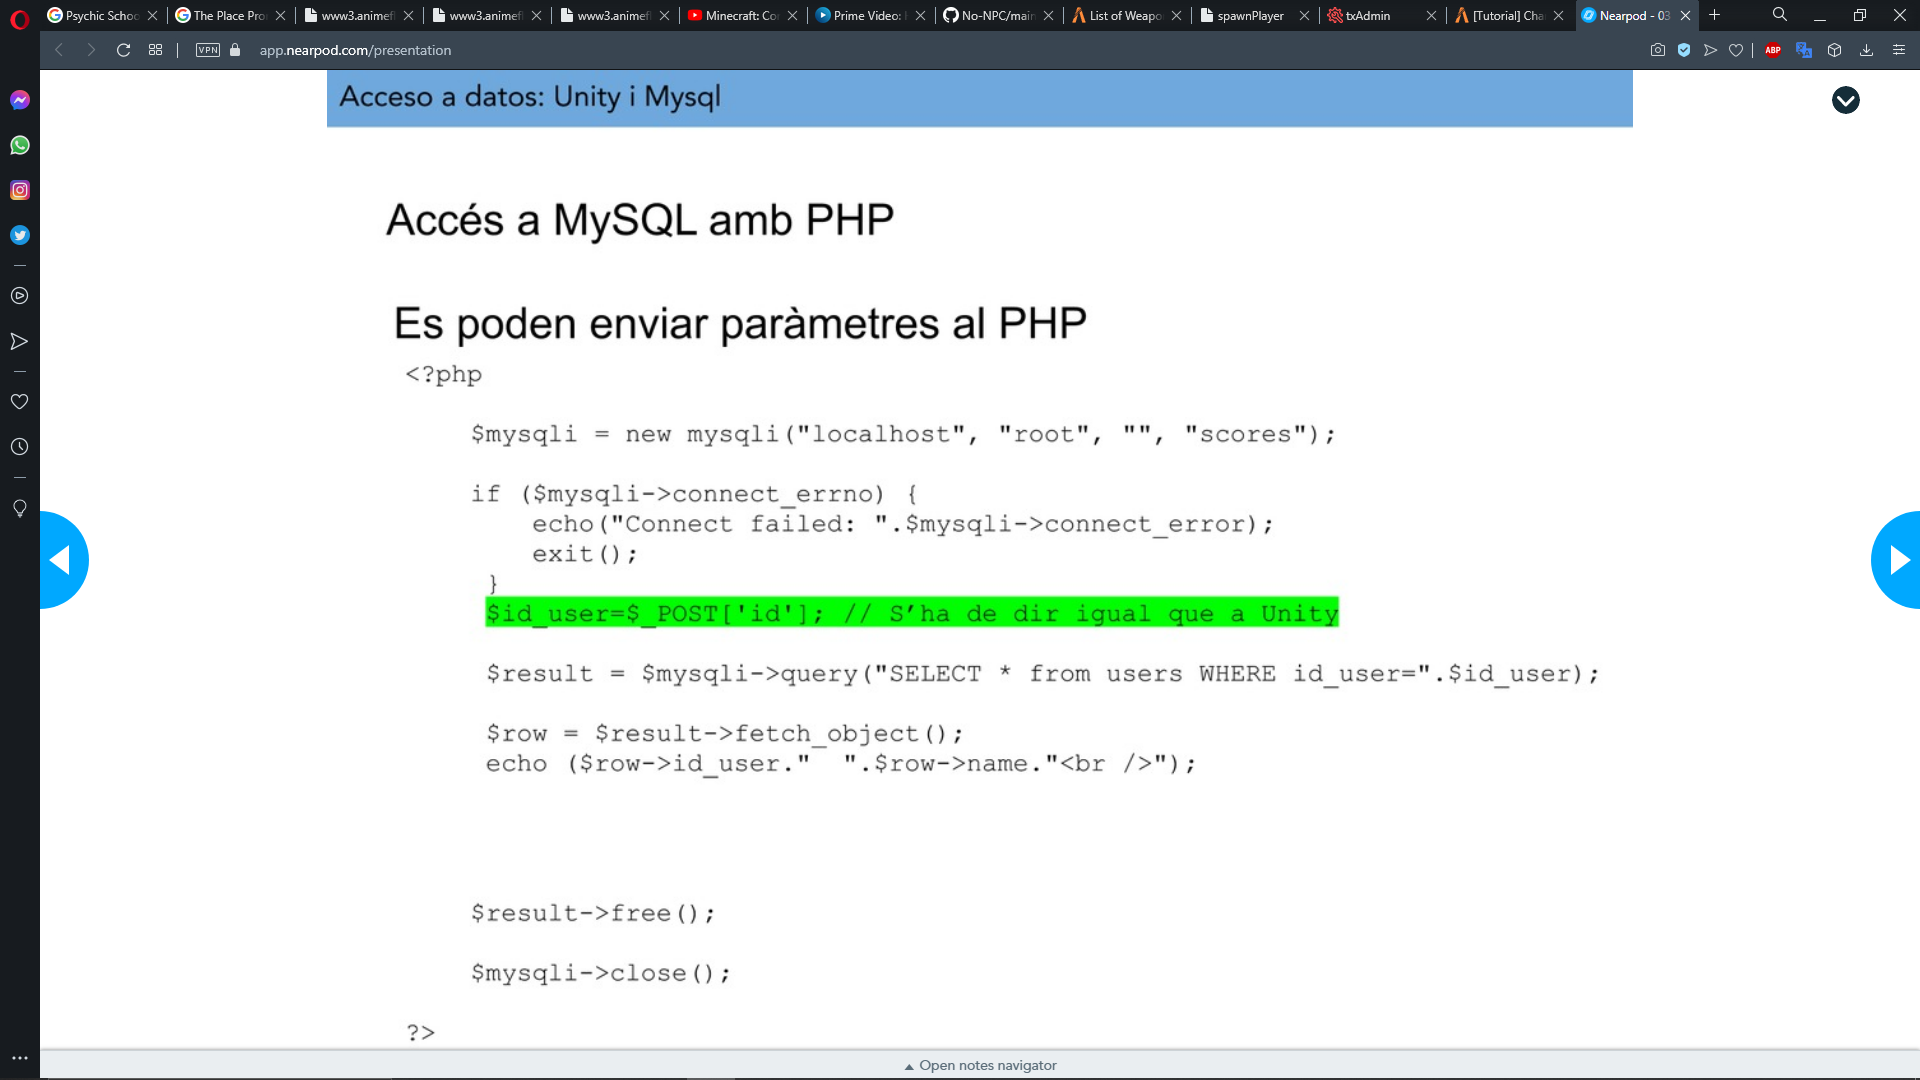 Psychic Schoo
The Place Pro
www3.animefl
www3.animefl
www3.animefl
Minecraft: Co
Prime Video:
No-NPC/main
List of Weapo
spawnPlayer
txAdmin
[Tutorial] Cha
Nearpod - 03
VPN
app.nearpod.com/presentation
ABP
Acceso a datos: Unity i Mysql
Accés a MySQL amb PHP
Es poden enviar paràmetres al PHP
<?php
$mysqli = new mysqli("localhost", "root", "", "scores");
if ($mysqli->connect_errno) {
echo("Connect failed: ".$mysqli->connect_error);
exit();
}
$id_user=$_POST['id']; // S’ha de dir igual que a Unity
$result = $mysqli->query("SELECT * from users WHERE id_user=".$id_user);
$row = $result->fetch_object();
echo ($row->id_user."  ".$row->name."<br />");
$result->free();
$mysqli->close();
?>
Open notes navigator